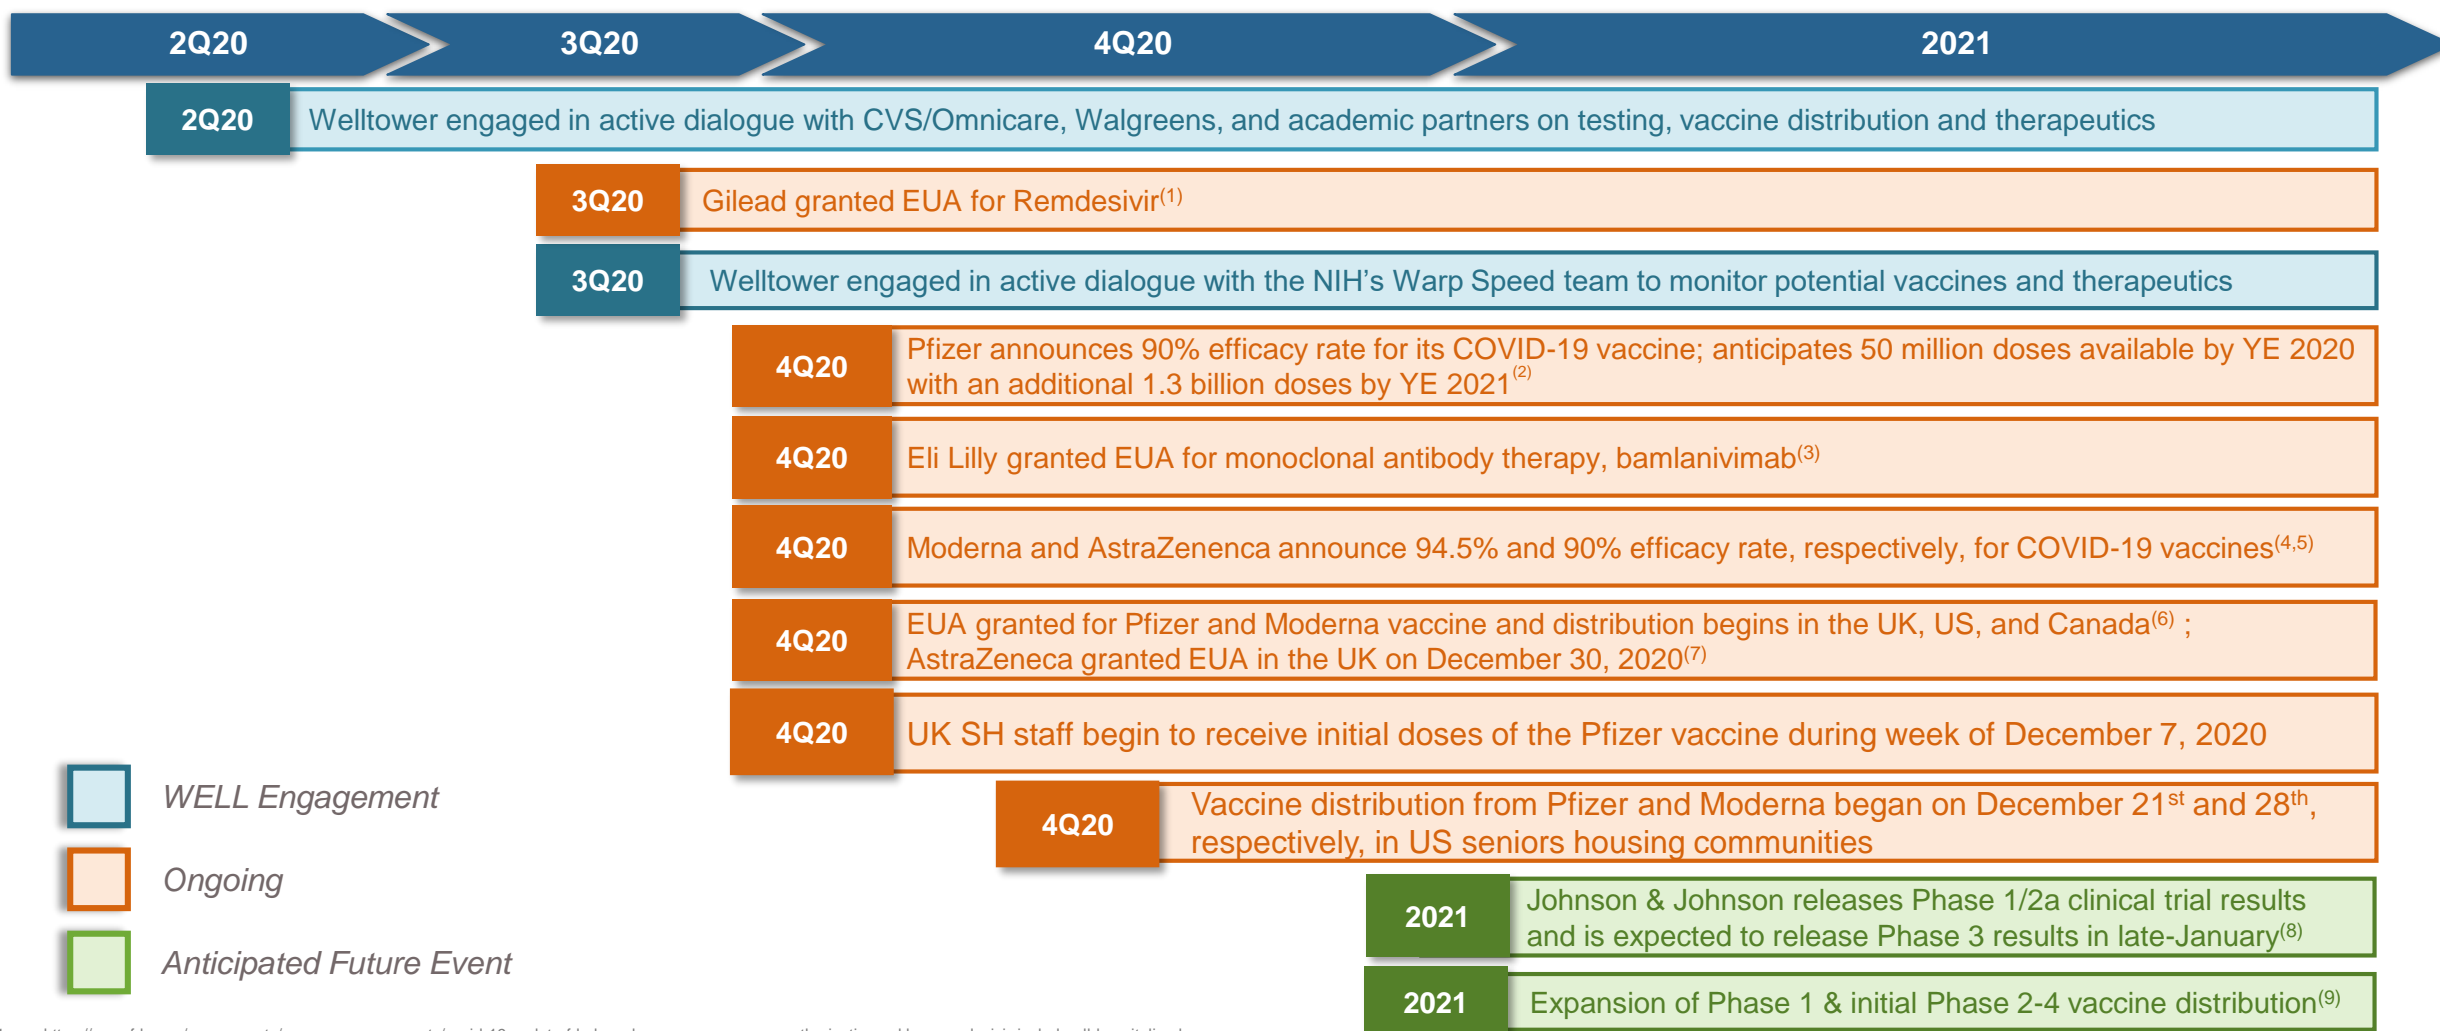 2Q20 3Q20 4Q20 2021
2Q20 Welltower engaged in active dialogue with CVS/Omnicare, Walgreens, and academic partners on testing, vaccine distribution and therapeutics
3Q20 Gilead granted EUA for Remdesivir(1)
3Q20 Welltower engaged in active dialogue with the NIH's Warp Speed team to monitor potential vaccines and therapeutics
4Q20 Pfizer announces 90% efficacy rate for its COVID-19 vaccine; anticipates 50 million doses available by YE 2020
with an additional 1.3 billion doses by YE 2021(2)
4Q20 Eli Lilly granted EUA for monoclonal antibody therapy, bamlanivimab(3)
4Q20 Moderna and AstraZenenca announce 94.5% and 90% efficacy rate, respectively, for COVID-19 vaccines(4,5)
4Q20 EUA granted for Pfizer and Moderna vaccine and distribution begins in the UK, US, and Canada(6) ;
AstraZeneca granted EUA in the UK on December 30, 2020(7)
4Q20 UK SH staff begin to receive initial doses of the Pfizer vaccine during week of December 7, 2020
4Q20 Vaccine distribution from Pfizer and Moderna began on December 21st and 28th,
respectively, in US seniors housing communities
2021 Johnson & Johnson releases Phase 1/2a clinical trial results
and is expected to release Phase 3 results in late-January(8)
2021 Expansion of Phase 1 & initial Phase 2-4 vaccine distribution(9)
WELL Engagement
Ongoing
Anticipated Future Event